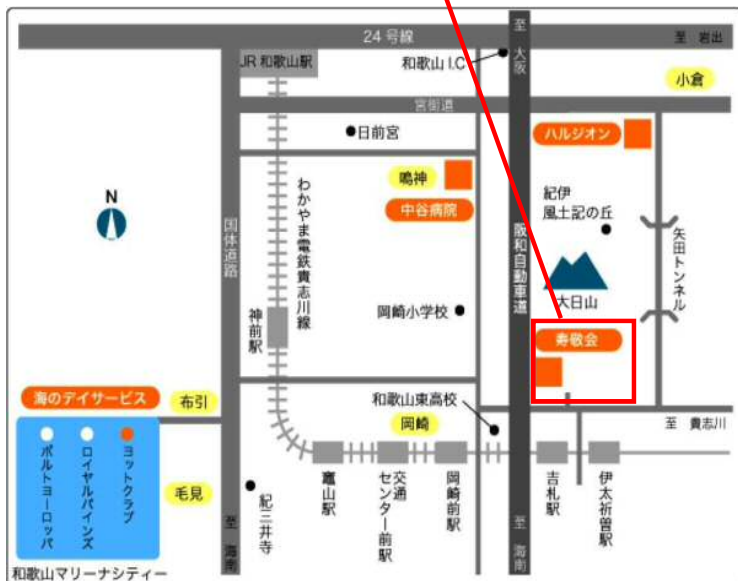 24号線
至 大阪
至 岩出
JR和歌山駅
和歌山I.C
小倉
宮街道
日前宮
ハルジオン
鳴神
中谷病院
紀伊
風土記の丘
N
国体道路
わかやま電鉄貴志川線
阪和自動車道
矢田トンネル
大日山
神前駅
岡崎小学校
寿敬会
海のデイサービス
布引
和歌山東高校
岡崎
至 貴志川
ポルトヨーロッパ
ロイヤルパインズ
ヨットクラブ
毛見
紀三井寺
竈山駅
交通
センター前駅
岡崎前駅
吉礼駅
伊太祈曽駅
至 海南
至 海南
和歌山マリーナシティー